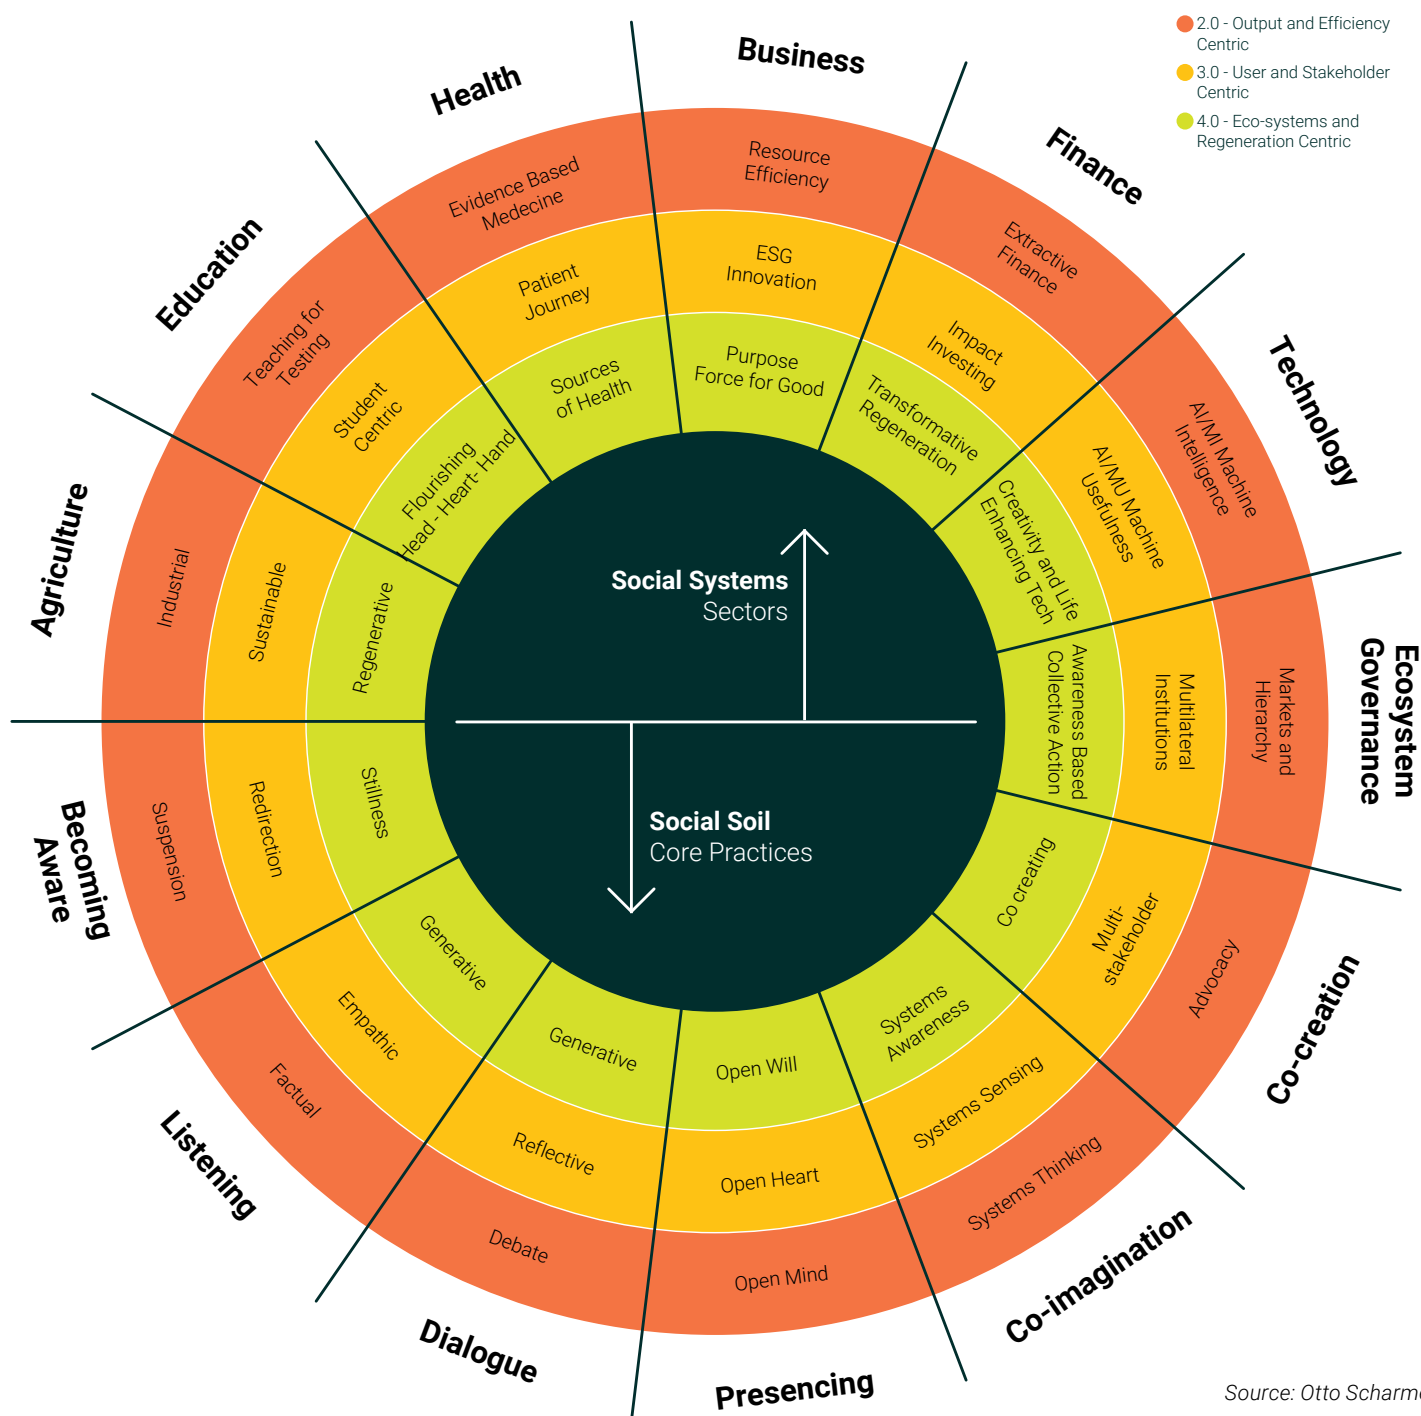 2.0 - Output and Efficiency
Centric
3.0 - User and Stakeholder
Centric
4.0 - Eco-systems and
Regeneration Centric
Agriculture
Industrial
Sustainable
Regenerative
Education
Teaching for
Testing
Student
Centric
Flourishing
Head - Heart- Hand
Health
Evidence Based
Medecine
Patient
Journey
Sources
of Health
Business
Resource
Efficiency
ESG
Innovation
Purpose
Force for Good
Finance
Extractive
Finance
Impact
Investing
Transformative
Regeneration
Technology
AI/MI Machine
Intelligence
AI/MU Machine
Usefulness
Creativity and Life
Enhancing Tech
Ecosystem
Governance
Markets and
Hierarchy
Multilateral
Institutions
Awareness Based
Collective Action
Social Systems
Sectors
Social Soil
Core Practices
Becoming
Aware
Suspension
Redirection
Stillness
Listening
Factual
Empathic
Generative
Dialogue
Debate
Reflective
Generative
Presencing
Open Mind
Open Heart
Open Will
Co-imagination
Systems Thinking
Systems Sensing
Systems
Awareness
Co-creation
Advocacy
Multi-
stakeholder
Co creating
Source: Otto Scharme